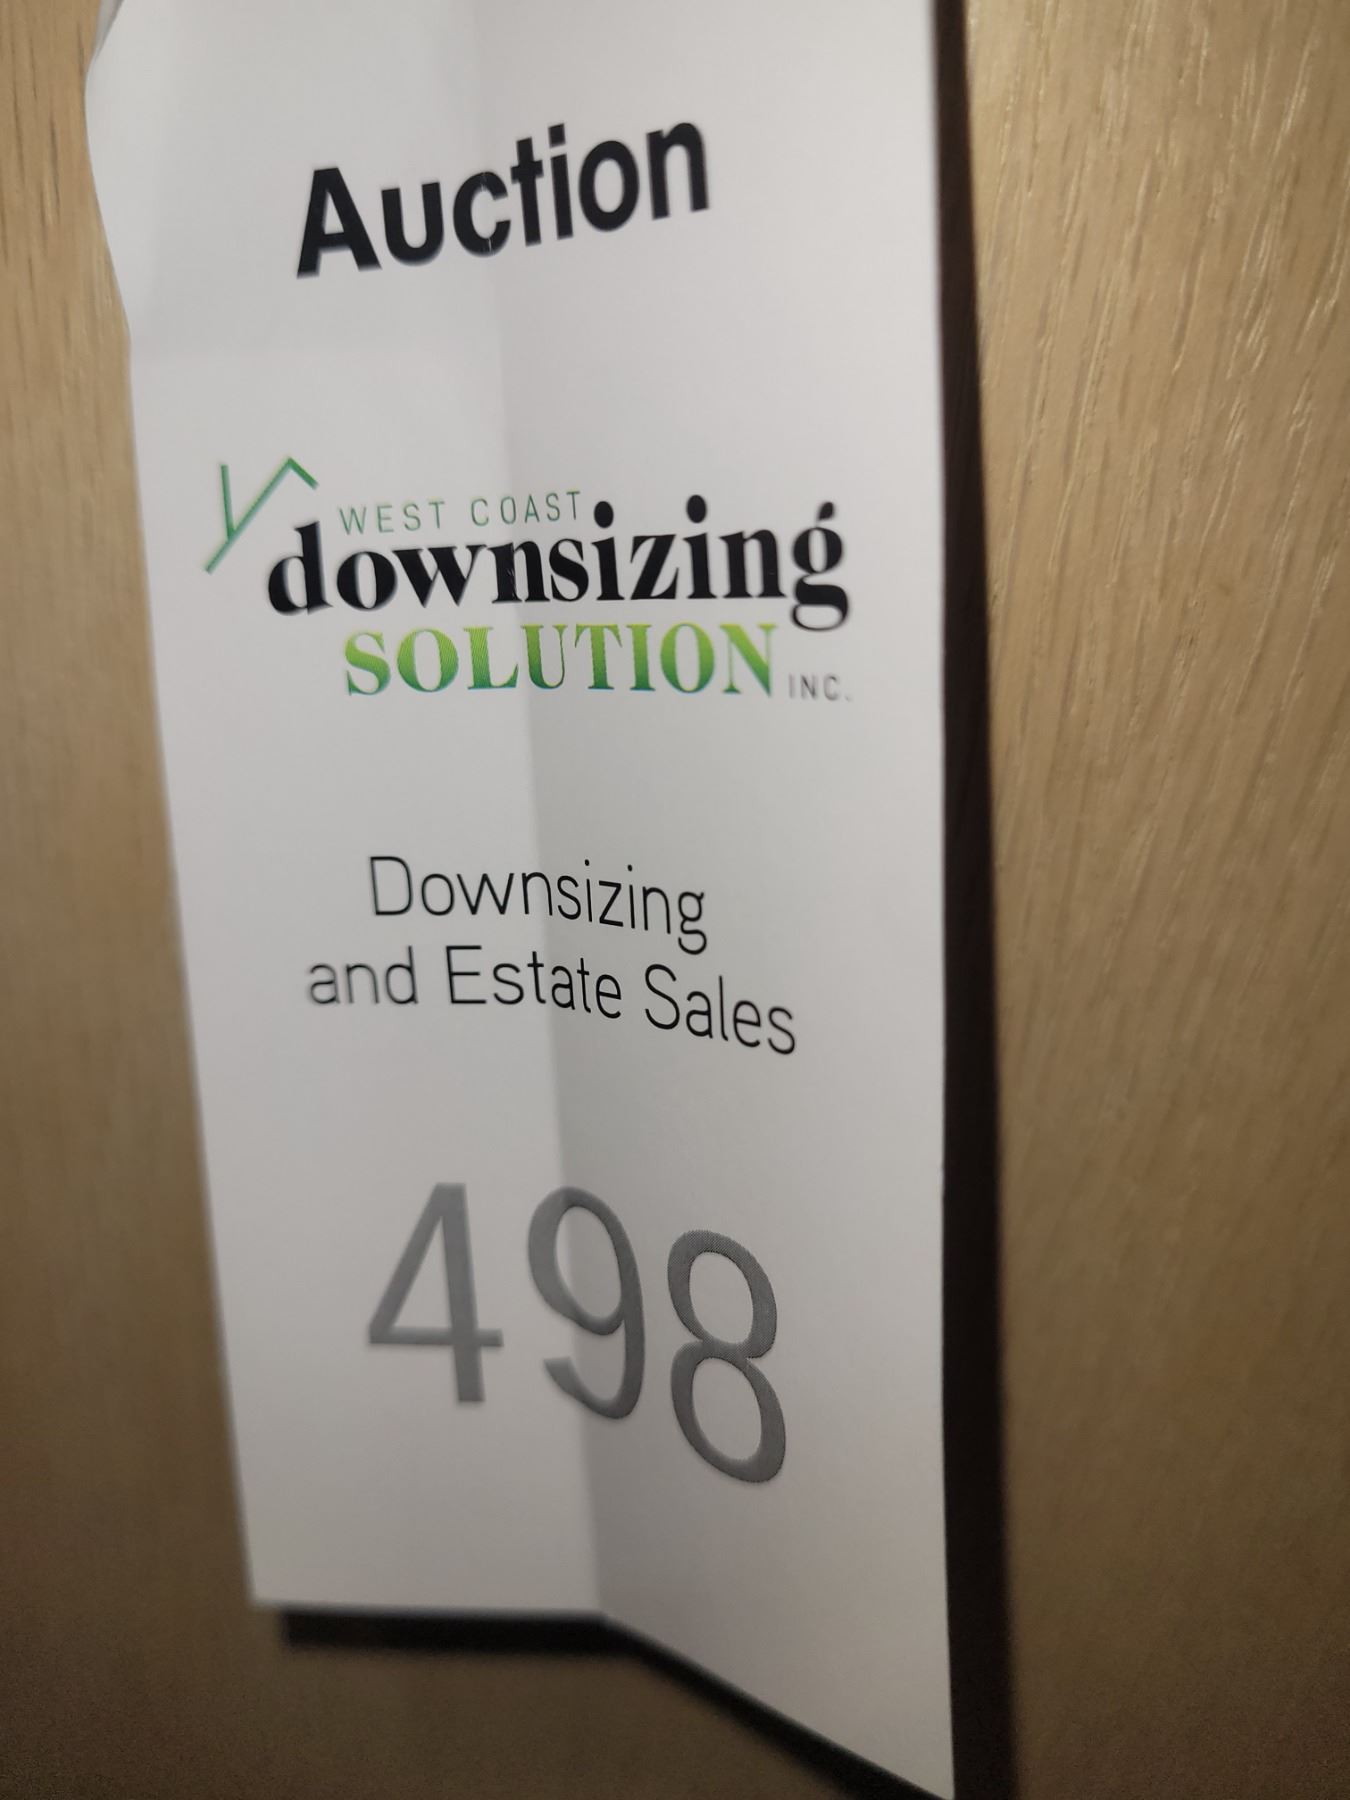 Auction
WEST COAST
downsizing
SOLUTION INC.
Downsizing
and Estate Sales
498